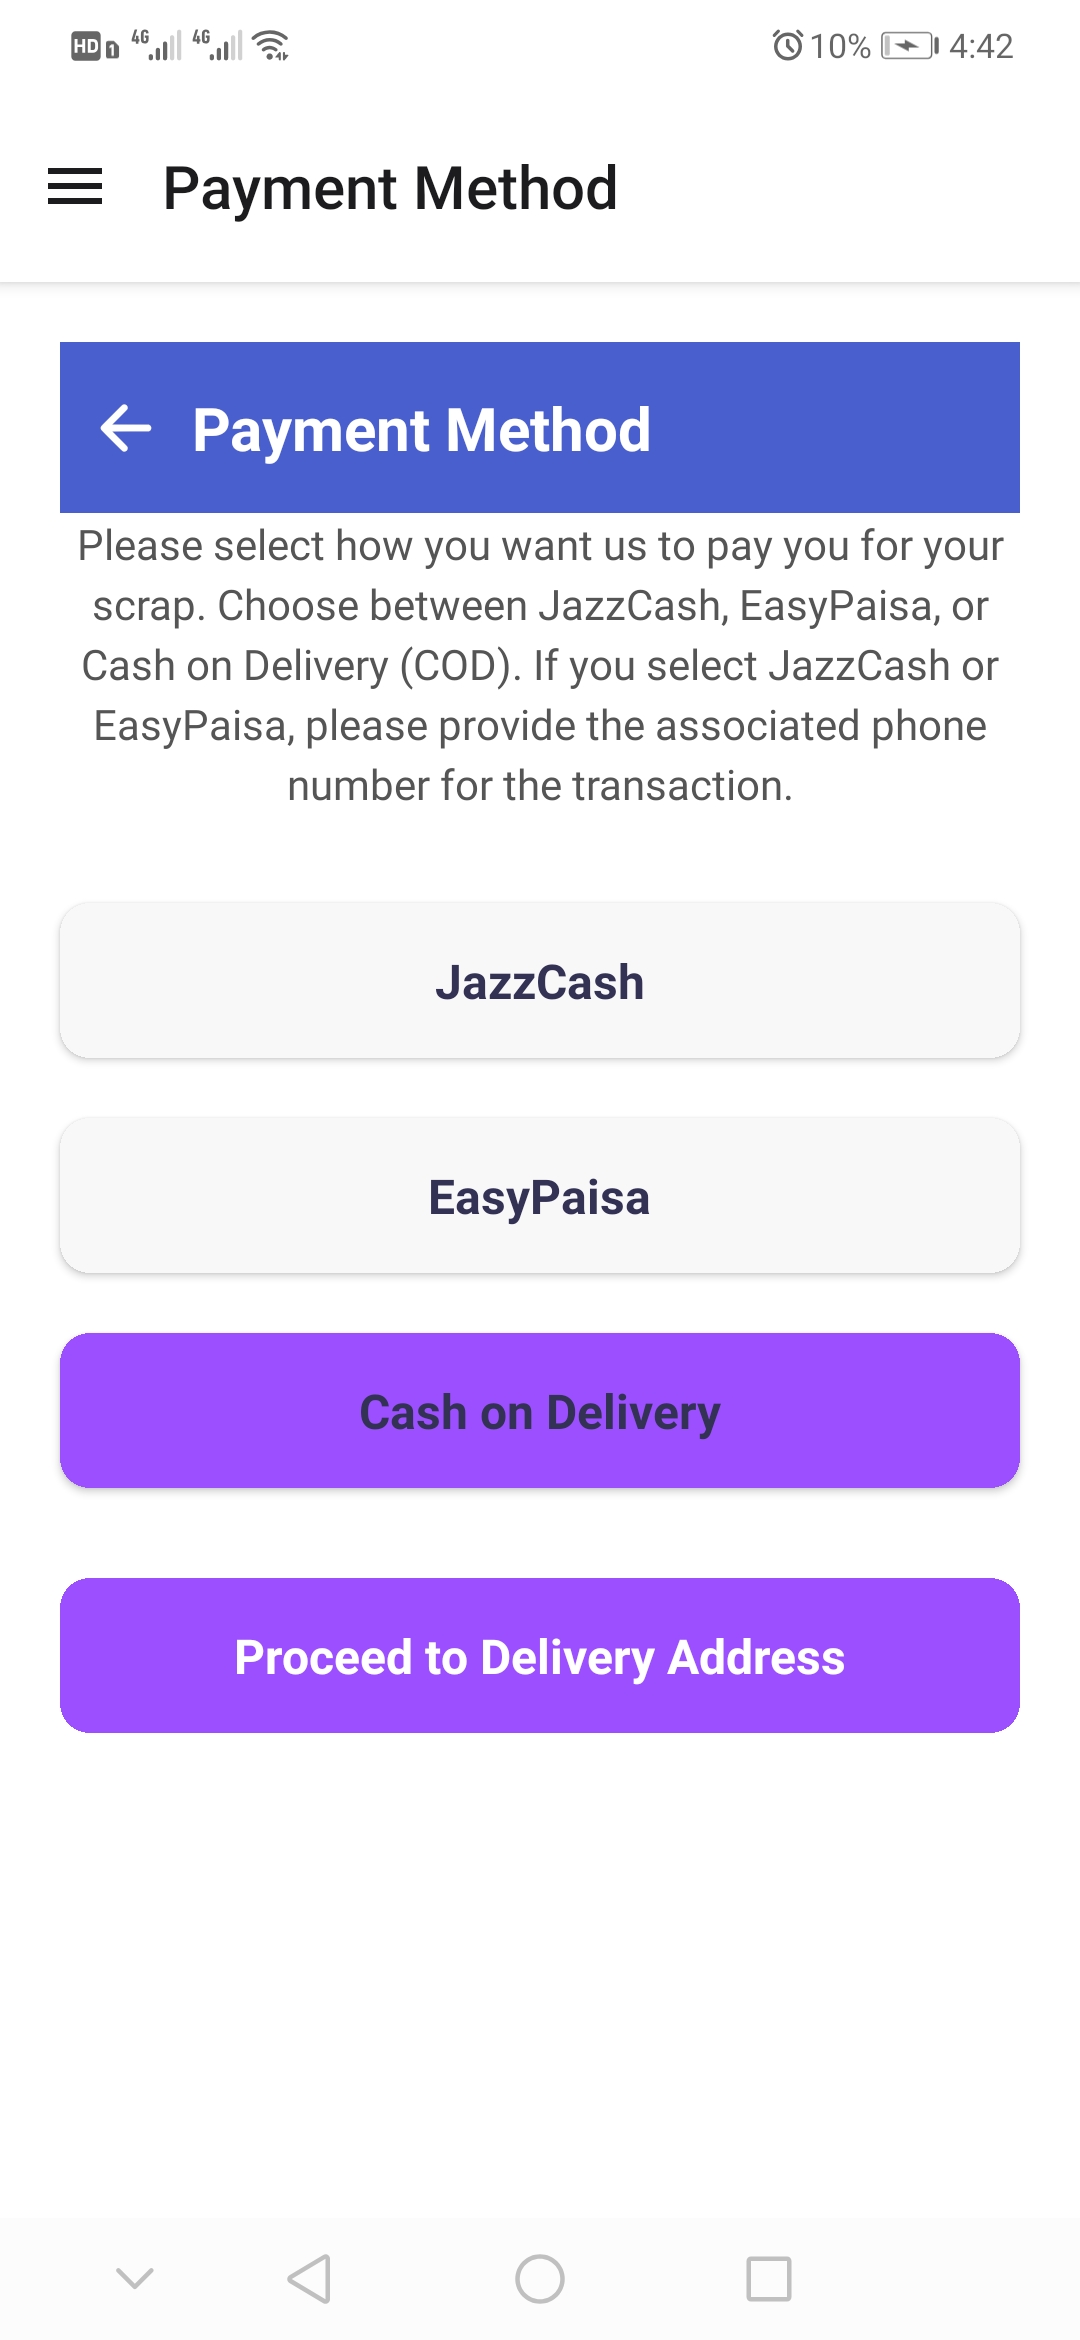 HD 1 4G 4G 10% 4:42
Payment Method
Payment Method
Please select how you want us to pay you for your
scrap. Choose between JazzCash, EasyPaisa, or
Cash on Delivery (COD). If you select JazzCash or
EasyPaisa, please provide the associated phone
number for the transaction.
JazzCash
EasyPaisa
Cash on Delivery
Proceed to Delivery Address